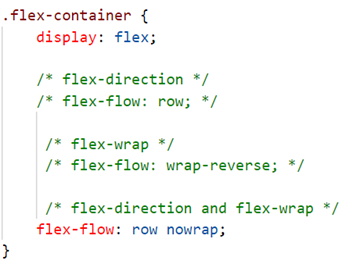 .flex-container {
display: flex;
/* flex-direction */
/* flex-flow: row; */
/* flex-wrap */
/* flex-flow: wrap-reverse; */
/* flex-direction and flex-wrap */
flex-flow: row nowrap;
}